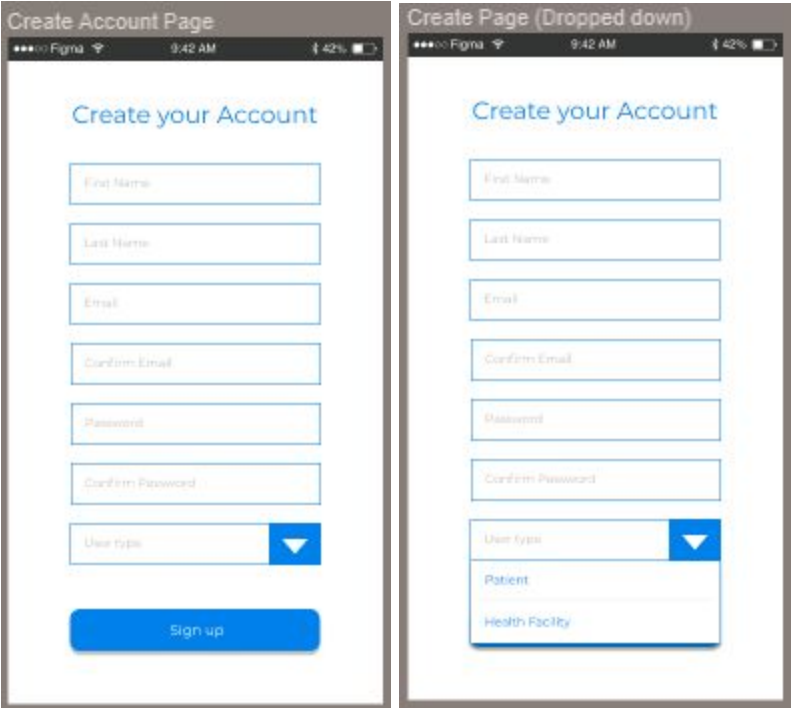 Create Account Page
Figma 9:42 AM 42%
Create your Account
First Name
Last Name
Email
Confirm Email
Password
Confirm Password
User type
Sign up
Create Page (Dropped down)
Figma 9:42 AM 42%
Create your Account
First Name
Last Name
Email
Confirm Email
Password
Confirm Password
User type
Patient
Health Facility